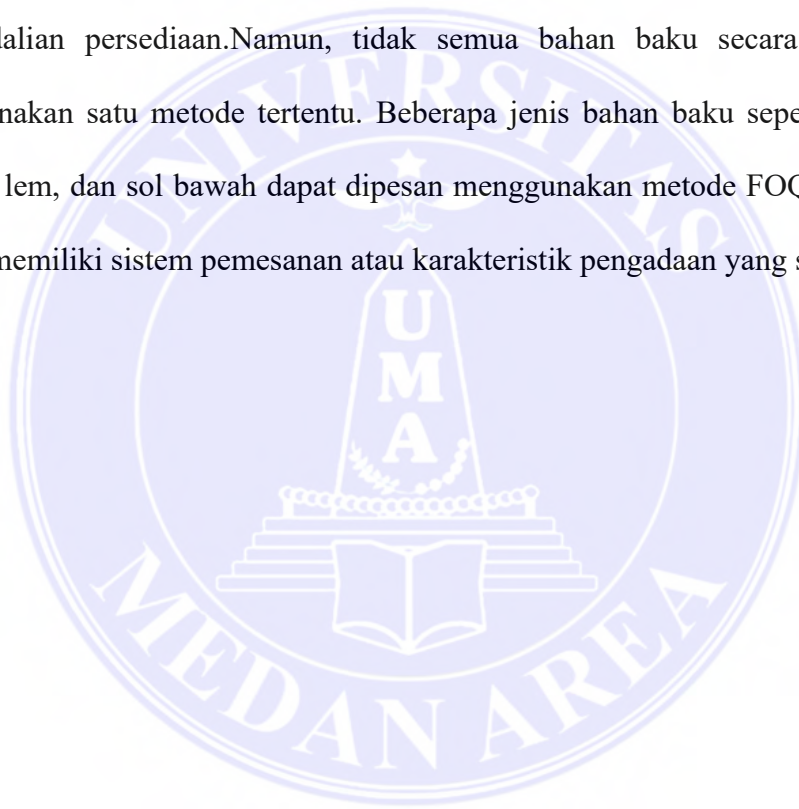 dalian persediaan.Namun, tidak semua bahan baku secara
nakan satu metode tertentu. Beberapa jenis bahan baku sepe
lem, dan sol bawah dapat dipesan menggunakan metode FOQ
memiliki sistem pemesanan atau karakteristik pengadaan yang s
UNIVERSITAS
UMA
MEDAN AREA